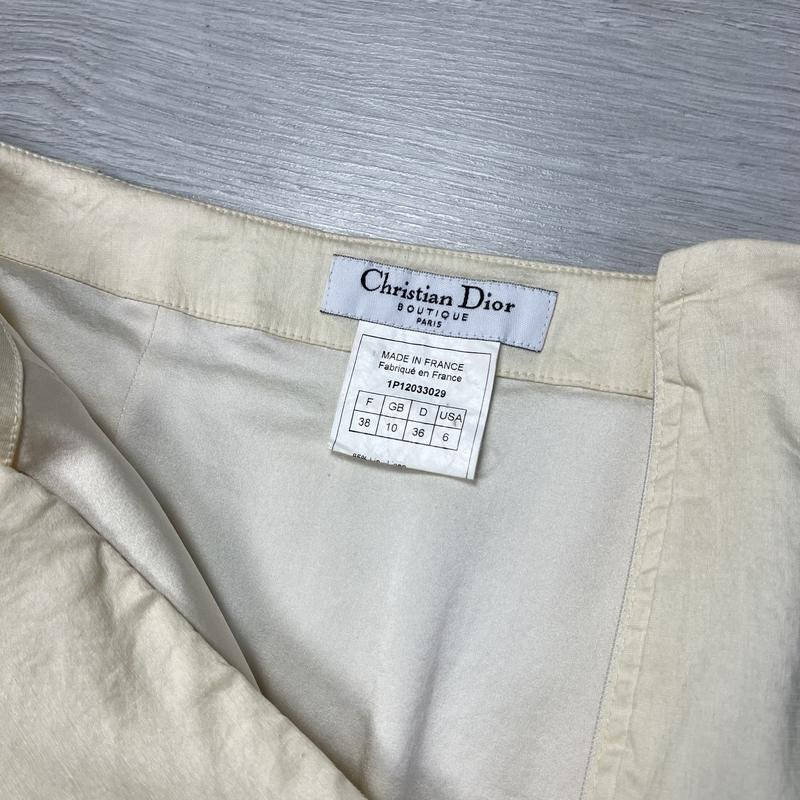 Christian Dior
BOUTIQUE
PARIS
MADE IN FRANCE
Fabriqué en France
1P12033029
F GB D USA
38 10 36 6